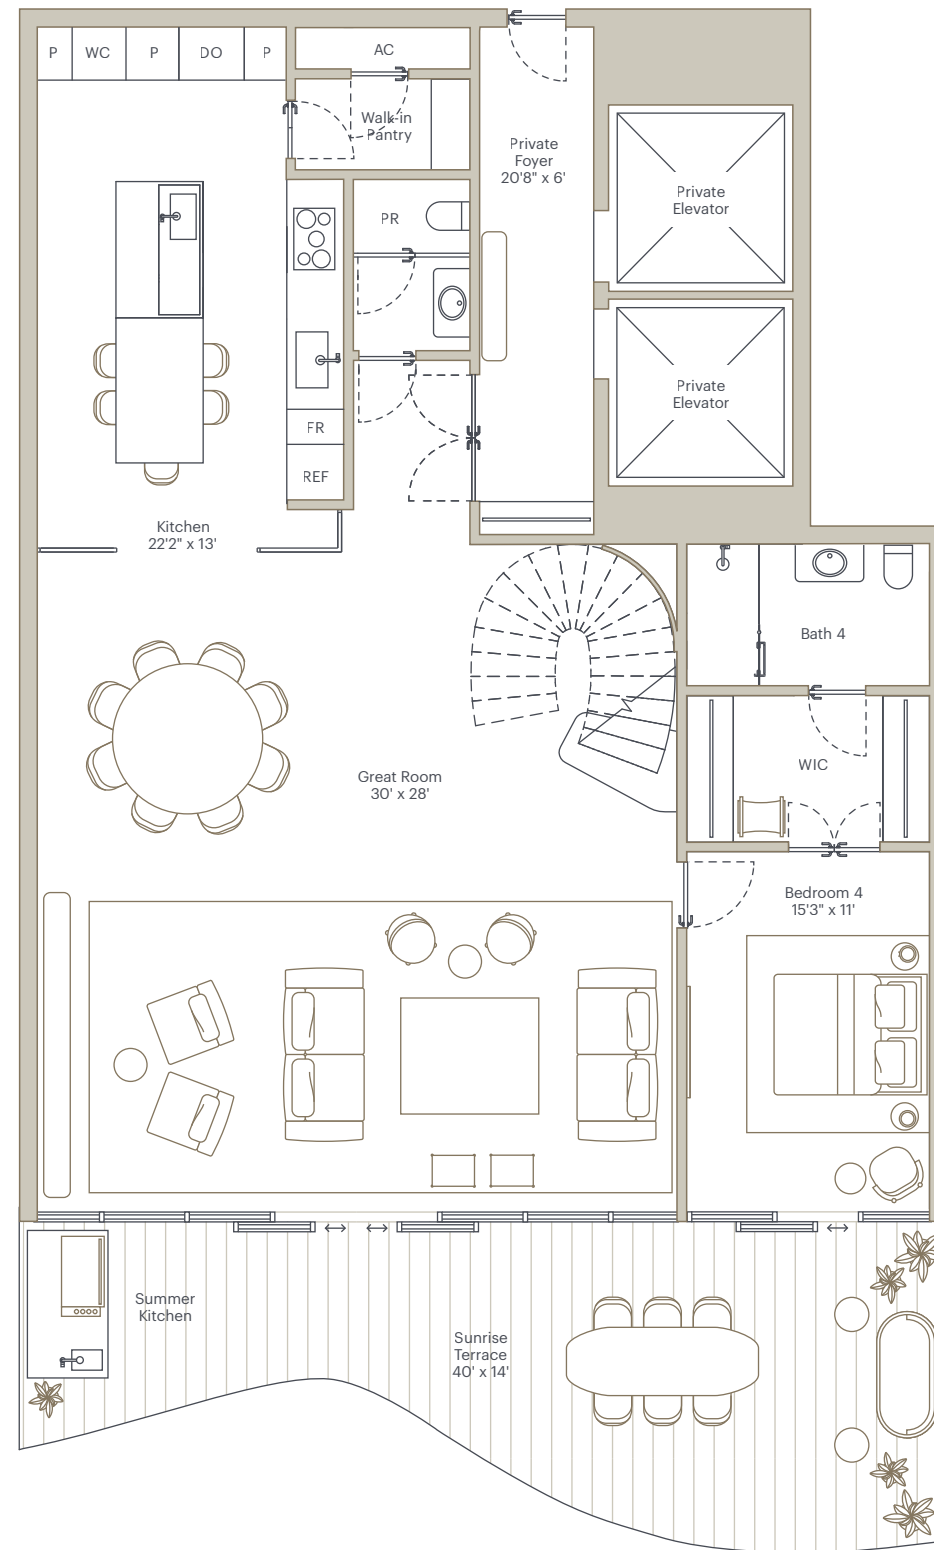 P
WC
P
DO
P
AC
Walk-in
Pantry
Private
Foyer
20'8" x 6'
Private
Elevator
PR
Private
Elevator
FR
REF
Kitchen
22'2" x 13'
Bath 4
WIC
Great Room
30' x 28'
Bedroom 4
15'3" x 11'
Summer
Kitchen
Sunrise
Terrace
40' x 14'